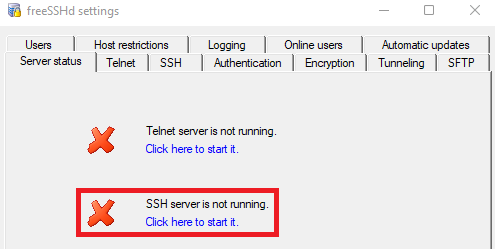 freeSSHd settings
Users Host restrictions Logging Online users Automatic updates
Server status Telnet SSH Authentication Encryption Tunneling SFTP
Telnet server is not running.
Click here to start it.
SSH server is not running.
Click here to start it.